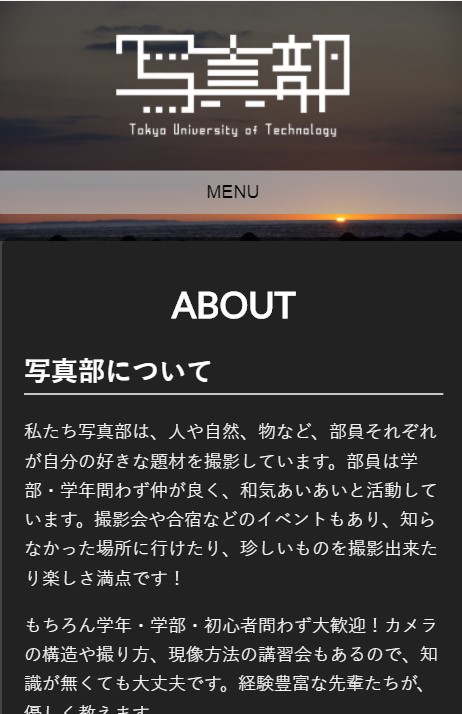 写真部
Tokyo University of Technology
MENU
ABOUT
写真部について
私たち写真部は、人や自然、物など、部員それぞれ
が自分の好きな題材を撮影しています。部員は学
部・学年問わず仲が良く、和気あいあいと活動して
います。撮影会や合宿などのイベントもあり、知ら
なかった場所に行けたり、珍しいものを撮影出来た
り楽しさ満点です！
もちろん学年・学部・初心者問わず大歓迎！カメラ
の構造や撮り方、現像方法の講習会もあるので、知
識が無くても大丈夫です。経験豊富な先輩たちが、
優しく教えます